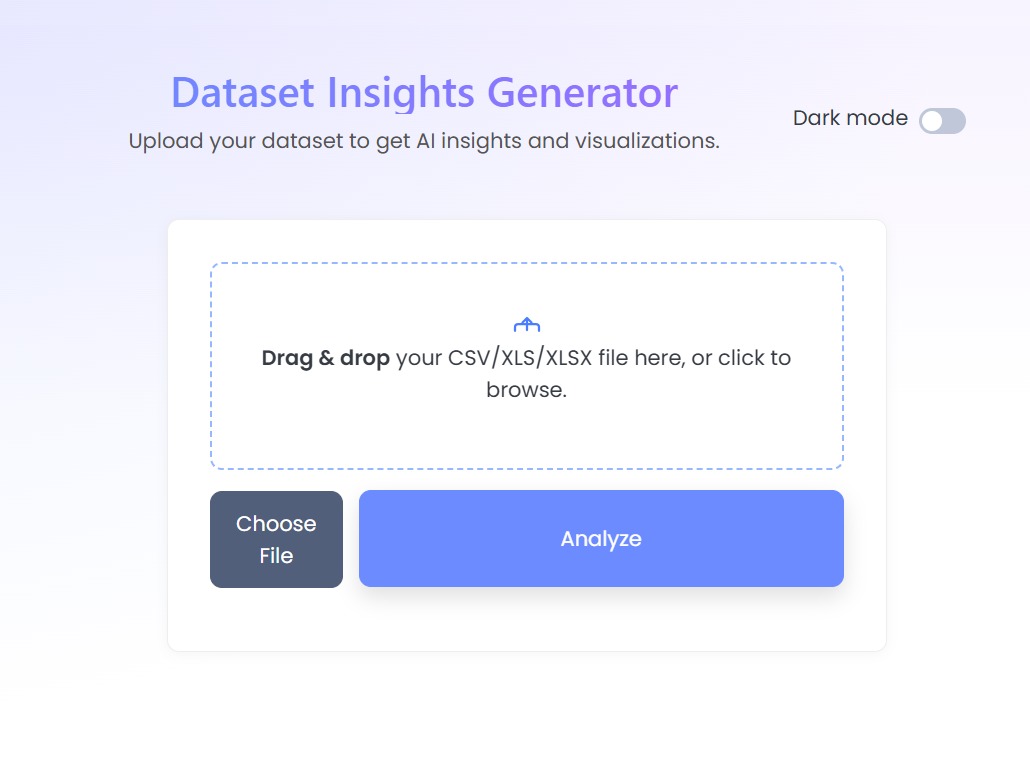 Dataset Insights Generator
Upload your dataset to get AI insights and visualizations.
Dark mode
Drag & drop your CSV/XLS/XLSX file here, or click to
browse.
Choose
File
Analyze